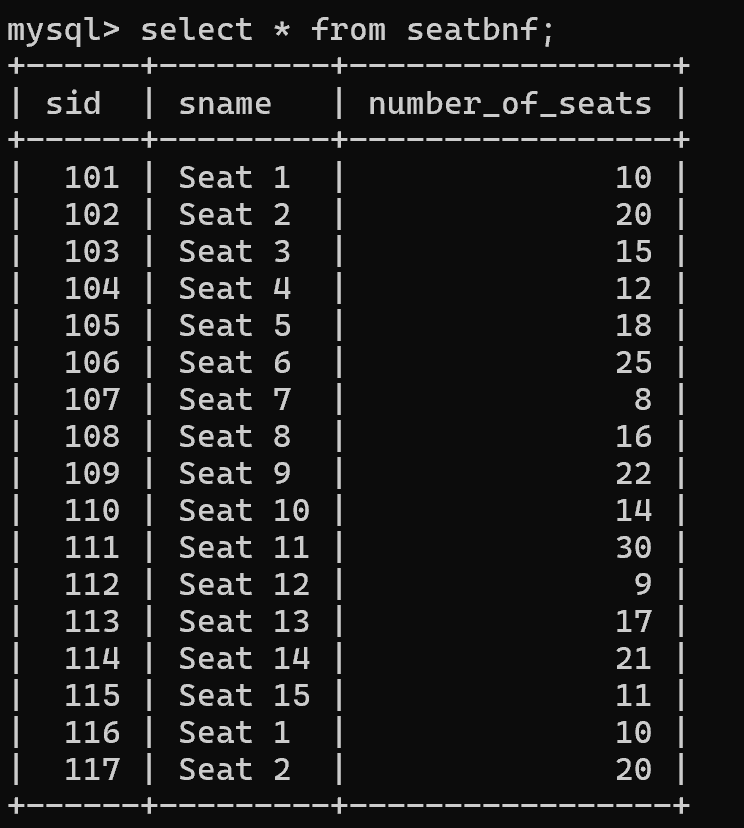 mysql> select * from seatbnf;
+------+---------+-----------------+
| sid  | sname   | number_of_seats |
+------+---------+-----------------+
|  101 | Seat 1  |              10 |
|  102 | Seat 2  |              20 |
|  103 | Seat 3  |              15 |
|  104 | Seat 4  |              12 |
|  105 | Seat 5  |              18 |
|  106 | Seat 6  |              25 |
|  107 | Seat 7  |               8 |
|  108 | Seat 8  |              16 |
|  109 | Seat 9  |              22 |
|  110 | Seat 10 |              14 |
|  111 | Seat 11 |              30 |
|  112 | Seat 12 |               9 |
|  113 | Seat 13 |              17 |
|  114 | Seat 14 |              21 |
|  115 | Seat 15 |              11 |
|  116 | Seat 1  |              10 |
|  117 | Seat 2  |              20 |
+------+---------+-----------------+